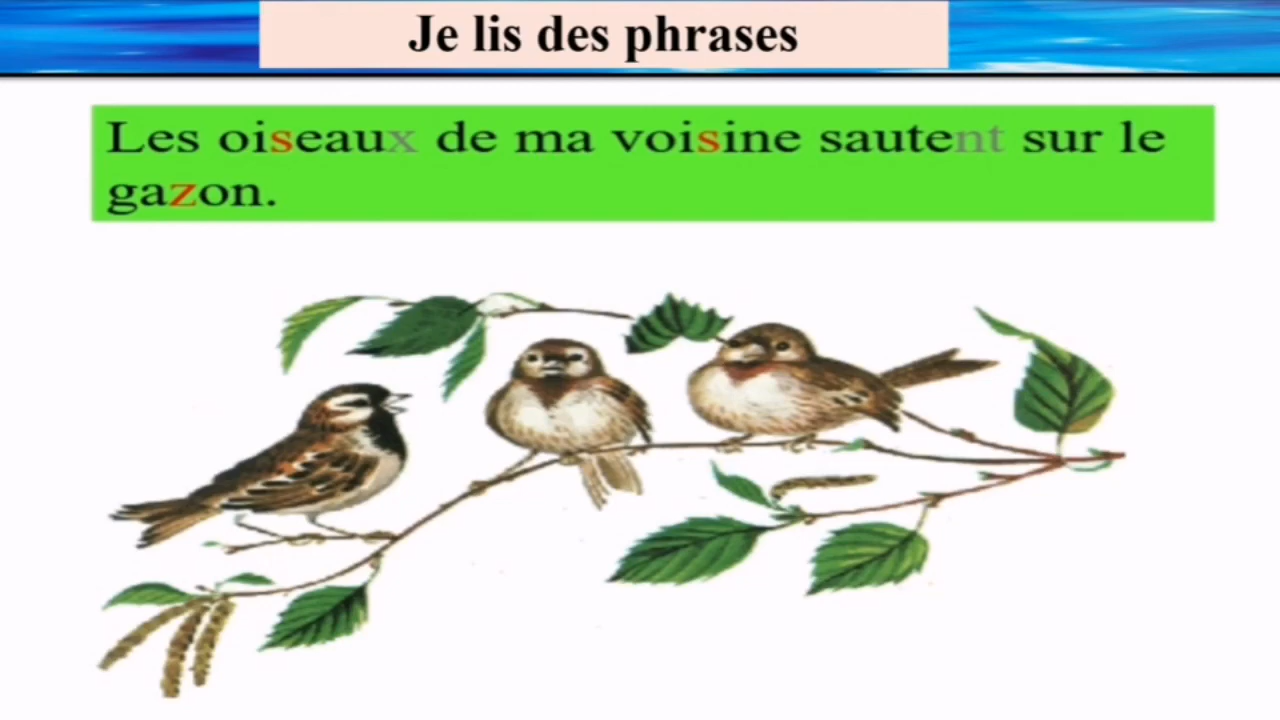 Je lis des phrases
Les oiseaux de ma voisine sautent sur le
gazon.